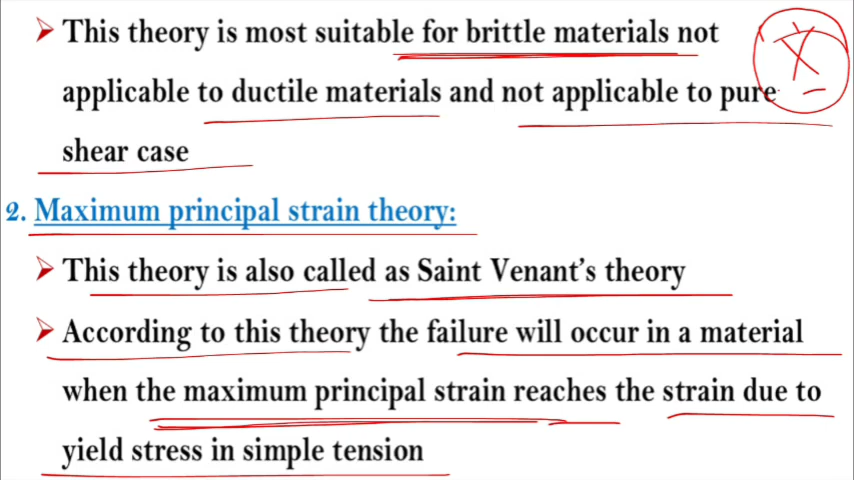 This theory is most suitable for brittle materials not
applicable to ductile materials and not applicable to pure
shear case
2. Maximum principal strain theory:
This theory is also called as Saint Venant's theory
According to this theory the failure will occur in a material
when the maximum principal strain reaches the strain due to
yield stress in simple tension